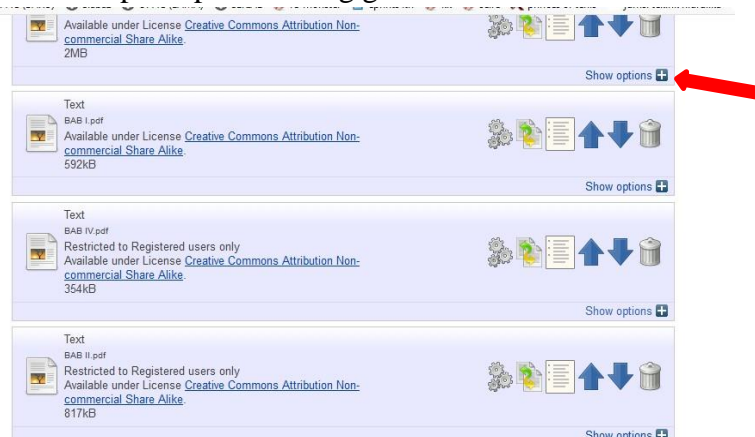 Available under License Creative Commons Attribution Non-
commercial Share Alike.
2MB
Show options
Text
BAB I.pdf
Available under License Creative Commons Attribution Non-
commercial Share Alike.
592kB
Show options
Text
BAB IV.pdf
Restricted to Registered users only
Available under License Creative Commons Attribution Non-
commercial Share Alike.
354kB
Show options
Text
BAB II.pdf
Restricted to Registered users only
Available under License Creative Commons Attribution Non-
commercial Share Alike.
817kB
Show options